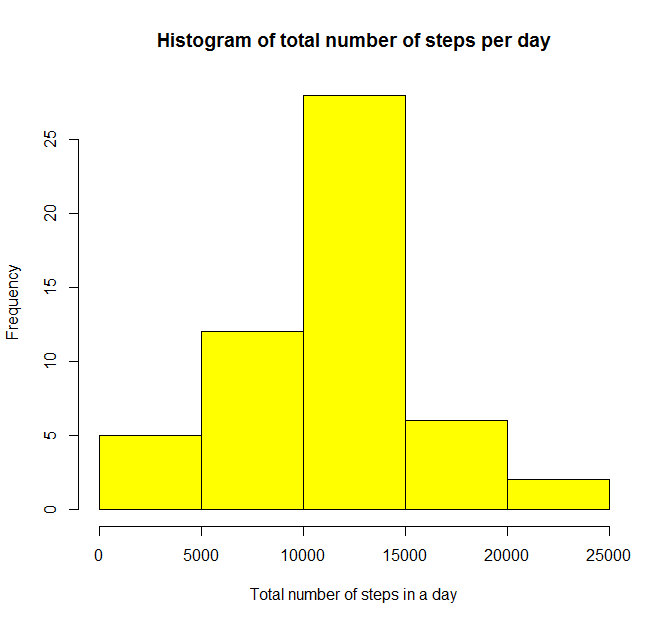 Histogram of total number of steps per day
25
20
15
10
5
0
Frequency
0 5000 10000 15000 20000 25000
Total number of steps in a day